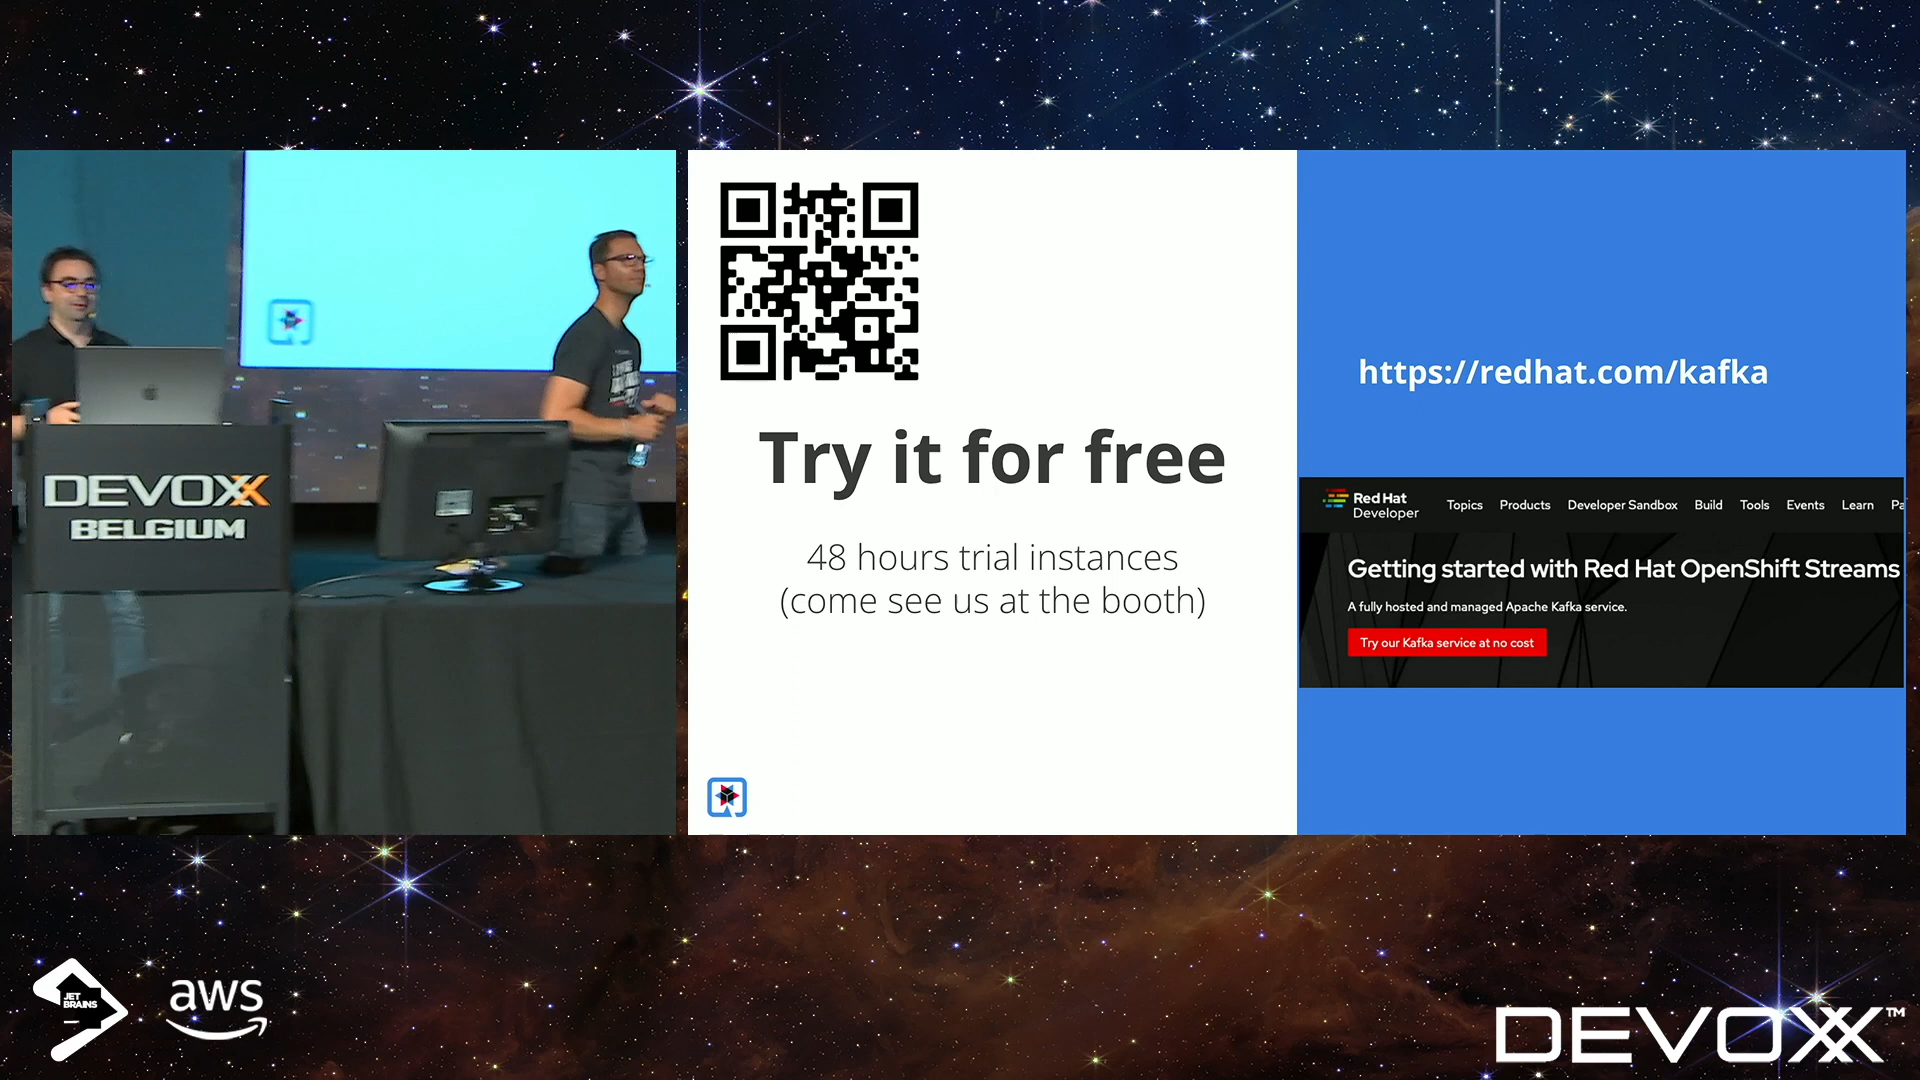 DEVOXX
BELGIUM
Try it for free
48 hours trial instances
(come see us at the booth)
https://redhat.com/kafka
Red Hat
Developer
Topics Products Developer Sandbox Build Tools Events Learn Pa
Getting started with Red Hat OpenShift Streams
A fully hosted and managed Apache Kafka service.
Try our Kafka service at no cost
JET
BRAINS
aws
DEVOXX™